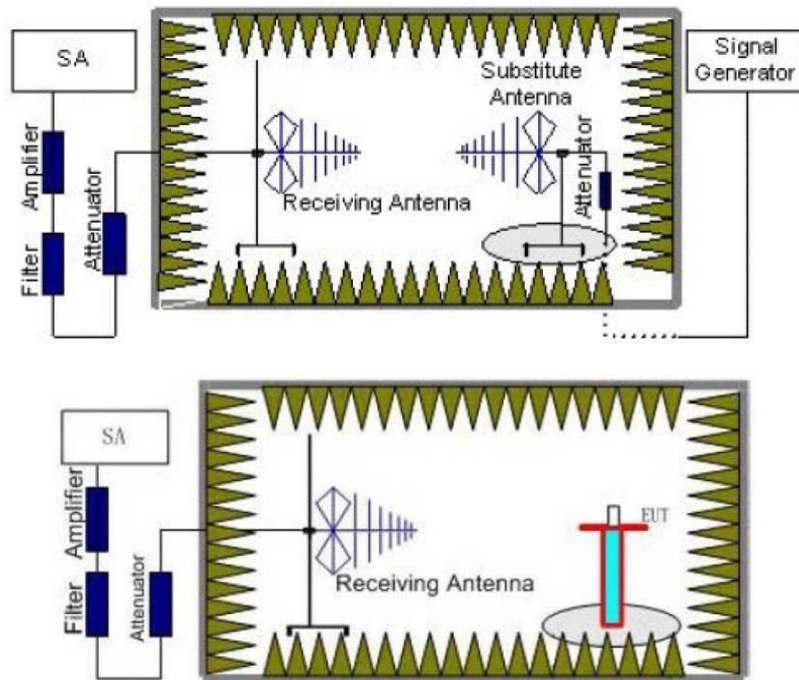 SA
Signal
Generator
Substitute
Antenna
Amplifier
Filter
Attenuator
Receiving Antenna
Attenuator
SA
Amplifier
Filter
Attenuator
Receiving Antenna
EUT